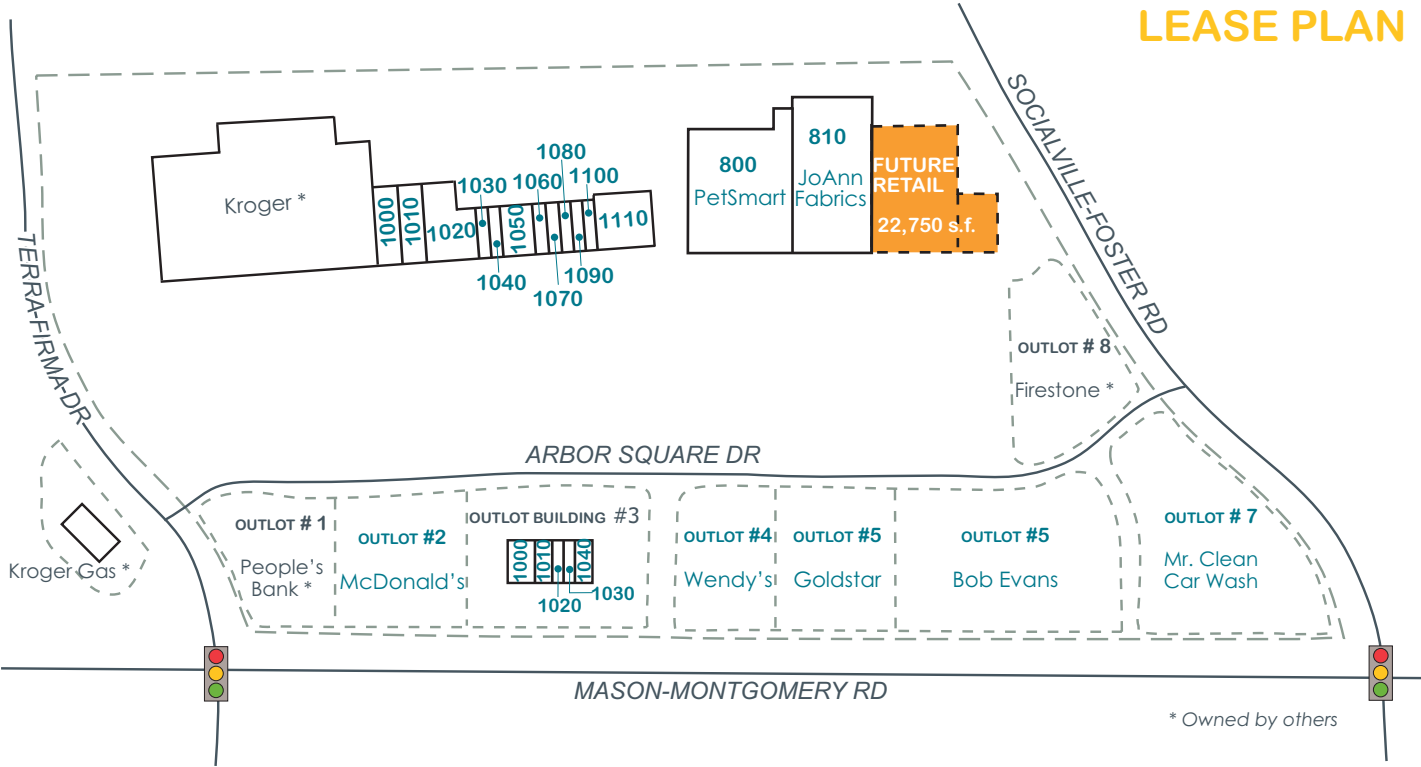 LEASE PLAN
SOCIALVILLE-FOSTER RD
TERRA-FIRMA-DR
Kroger *
1000
1010
1020
1030
1040
1050
1060
1070
1080
1090
1100
1110
800
PetSmart
810
JoAnn
Fabrics
FUTURE
RETAIL
22,750 s.f.
OUTLOT # 8
Firestone *
ARBOR SQUARE DR
Kroger Gas *
OUTLOT # 1
People's
Bank *
OUTLOT #2
McDonald's
OUTLOT BUILDING #3
1000
1010
1020
1030
1040
OUTLOT #4
Wendy's
OUTLOT #5
Goldstar
OUTLOT #5
Bob Evans
OUTLOT # 7
Mr. Clean
Car Wash
MASON-MONTGOMERY RD
* Owned by others